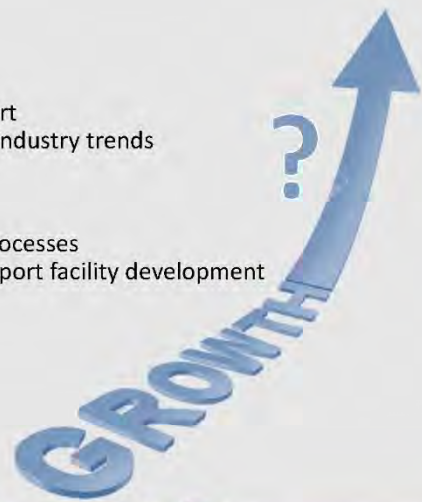 rt
ndustry trends
?
ocesses
port facility development
GROWTH